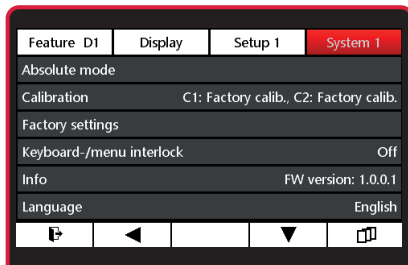 Feature D1 Display Setup 1 System 1
Absolute mode
Calibration C1: Factory calib., C2: Factory calib.
Factory settings
Keyboard-/menu interlock Off
Info FW version: 1.0.0.1
Language English